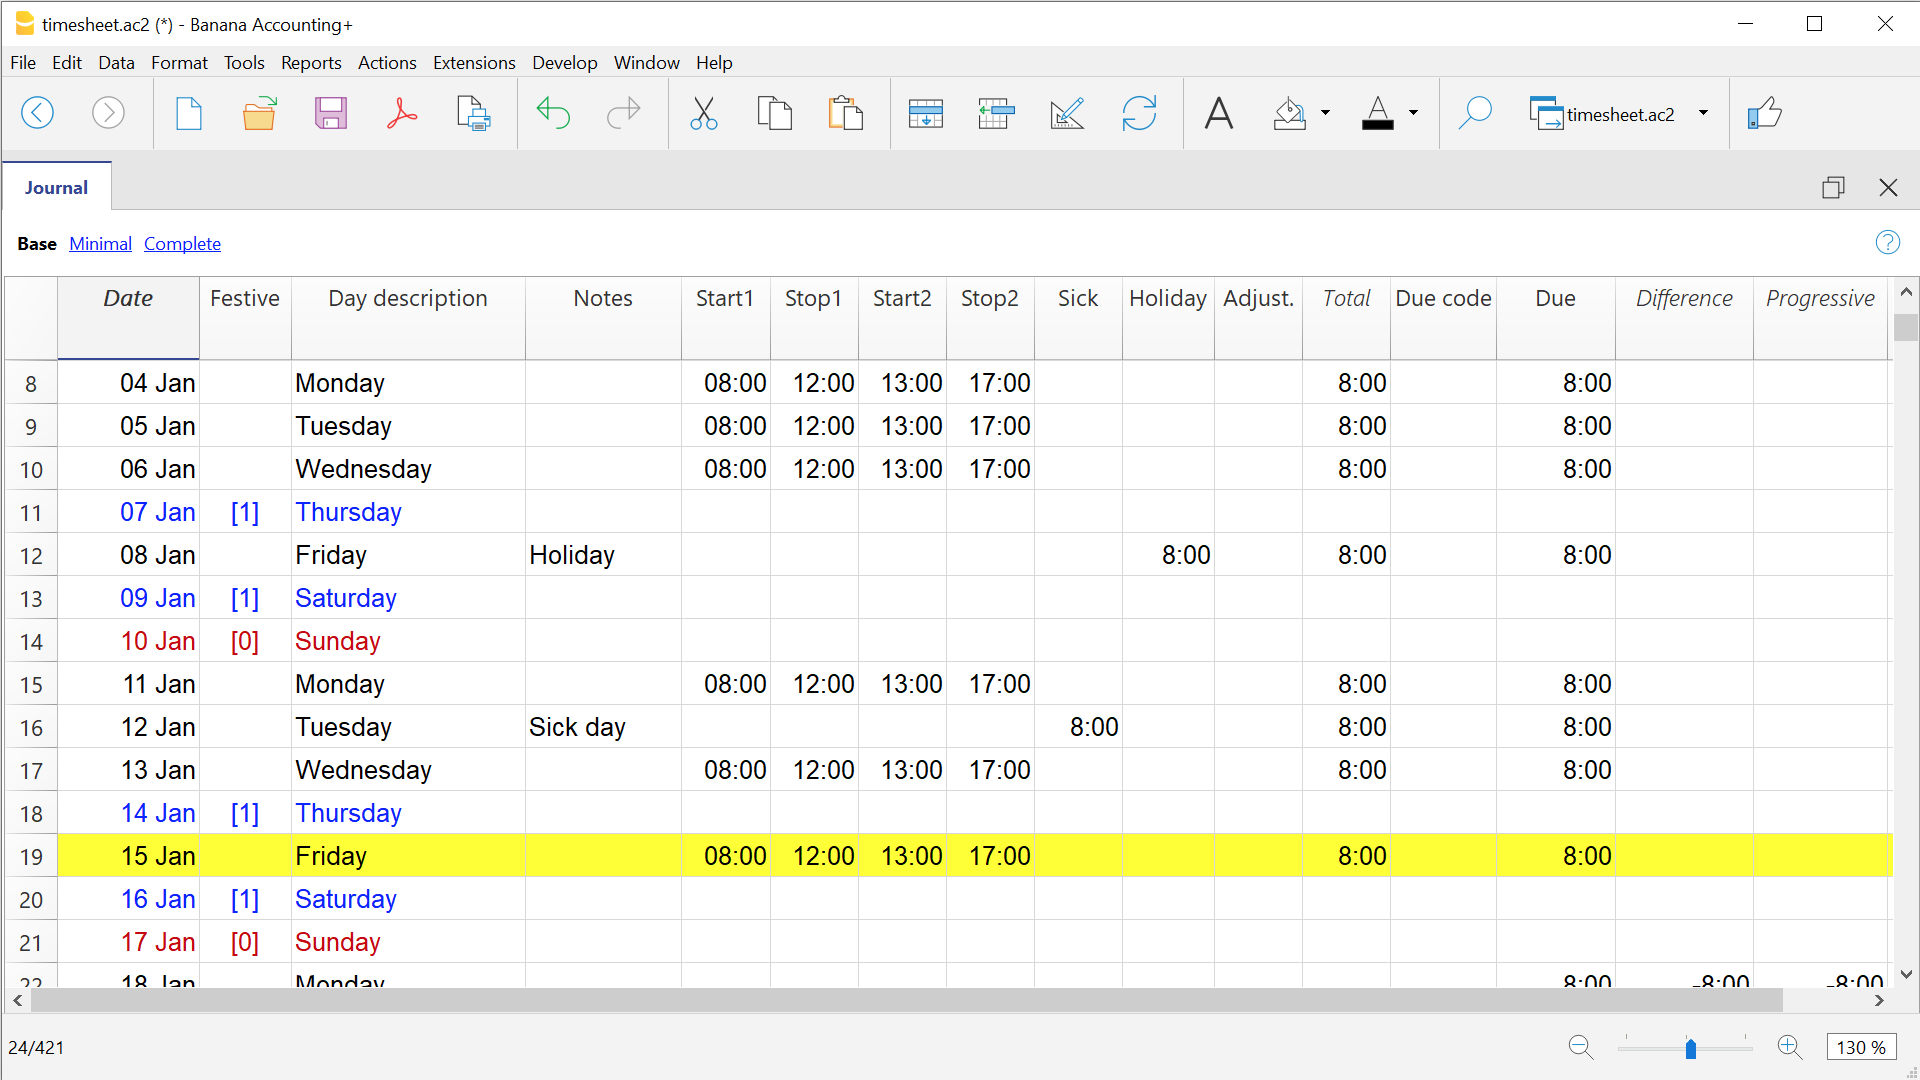 timesheet.ac2 (*) - Banana Accounting+
File Edit Data Format Tools Reports Actions Extensions Develop Window Help
timesheet.ac2
Journal
Base Minimal Complete
Date Festive Day description Notes Start1 Stop1 Start2 Stop2 Sick Holiday Adjust. Total Due code Due Difference Progressive
8 04 Jan Monday 08:00 12:00 13:00 17:00 8:00 8:00
9 05 Jan Tuesday 08:00 12:00 13:00 17:00 8:00 8:00
10 06 Jan Wednesday 08:00 12:00 13:00 17:00 8:00 8:00
11 07 Jan [1] Thursday
12 08 Jan Friday Holiday 8:00 8:00 8:00
13 09 Jan [1] Saturday
14 10 Jan [0] Sunday
15 11 Jan Monday 08:00 12:00 13:00 17:00 8:00 8:00
16 12 Jan Tuesday Sick day 8:00 8:00 8:00
17 13 Jan Wednesday 08:00 12:00 13:00 17:00 8:00 8:00
18 14 Jan [1] Thursday
19 15 Jan Friday 08:00 12:00 13:00 17:00 8:00 8:00
20 16 Jan [1] Saturday
21 17 Jan [0] Sunday
22 18 Jan Monday 8:00 -8:00 -8:00
24/421
130 %